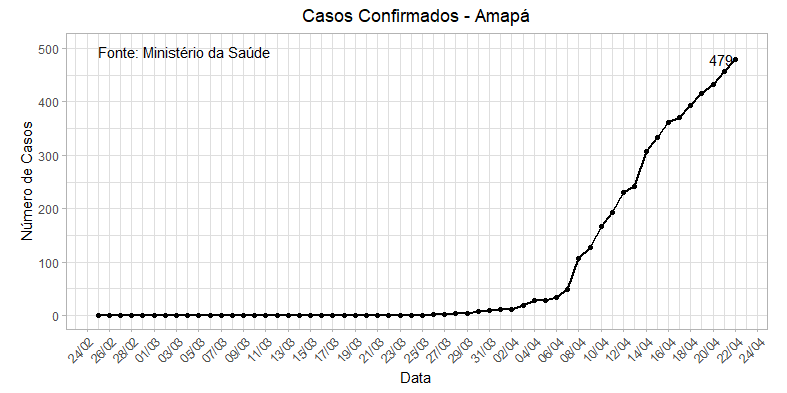 Casos Confirmados - Amapá
Fonte: Ministério da Saúde
479
Número de Casos
500
400
300
200
100
0
24/02 26/02 28/02 01/03 03/03 05/03 07/03 09/03 11/03 13/03 15/03 17/03 19/03 21/03 23/03 25/03 27/03 29/03 31/03 02/04 04/04 06/04 08/04 10/04 12/04 14/04 16/04 18/04 20/04 22/04 24/04
Data